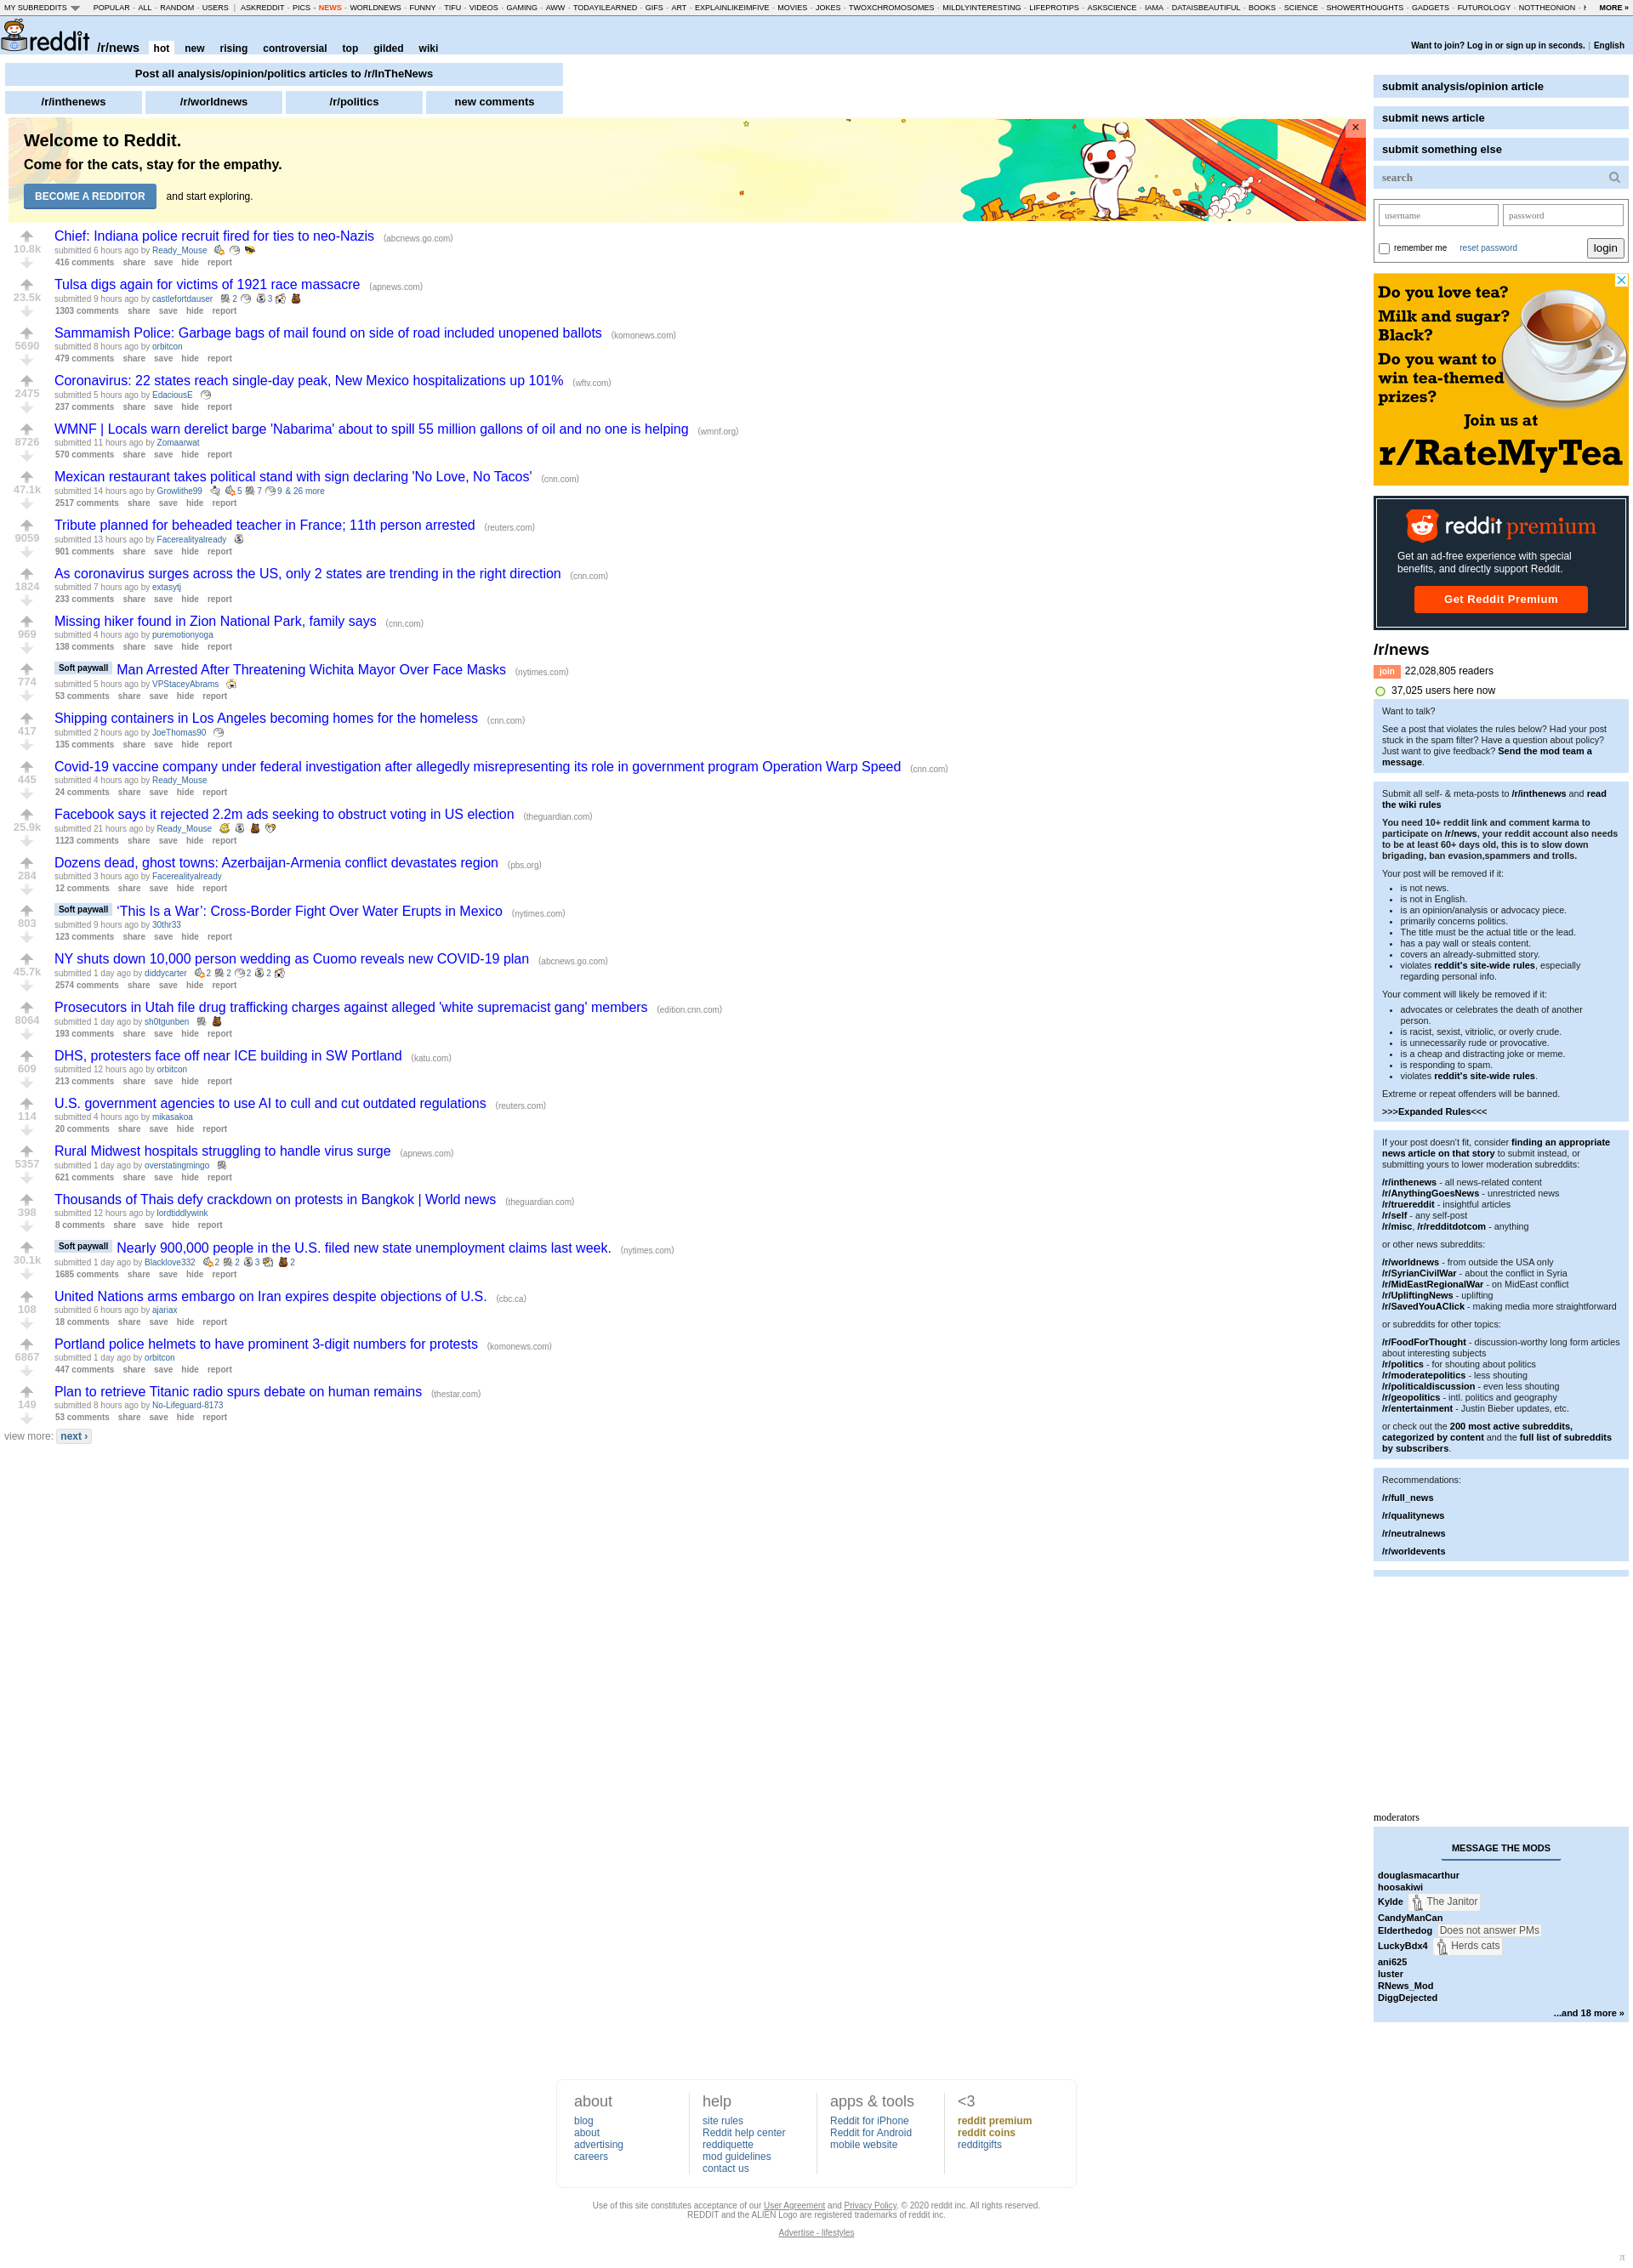 MY SUBREDDITS POPULAR - ALL - RANDOM - USERS | ASKREDDIT - PICS - NEWS - WORLDNEWS - FUNNY - TIFU - VIDEOS - GAMING - AWW - TODAYILEARNED - GIFS - ART - EXPLAINLIKEIMFIVE - MOVIES - JOKES - TWOXCHROMOSOMES - MILDLYINTERESTING - LIFEPROTIPS - ASKSCIENCE - IAMA - DATAISBEAUTIFUL - BOOKS - SCIENCE - SHOWERTHOUGHTS - GADGETS - FUTUROLOGY - NOTTHEONION - MORE »
reddit /r/news hot new rising controversial top gilded wiki
Want to join? Log in or sign up in seconds. | English
Post all analysis/opinion/politics articles to /r/InTheNews
/r/inthenews /r/worldnews /r/politics new comments
Welcome to Reddit.
Come for the cats, stay for the empathy.
BECOME A REDDITOR and start exploring.
×
10.8k
Chief: Indiana police recruit fired for ties to neo-Nazis (abcnews.go.com)
submitted 6 hours ago by Ready_Mouse
416 comments share save hide report
23.5k
Tulsa digs again for victims of 1921 race massacre (apnews.com)
submitted 9 hours ago by castlefortdauser 2 3
1303 comments share save hide report
5690
Sammamish Police: Garbage bags of mail found on side of road included unopened ballots (komonews.com)
submitted 8 hours ago by orbitcon
479 comments share save hide report
2475
Coronavirus: 22 states reach single-day peak, New Mexico hospitalizations up 101% (wftv.com)
submitted 5 hours ago by EdaciousE
237 comments share save hide report
8726
WMNF | Locals warn derelict barge 'Nabarima' about to spill 55 million gallons of oil and no one is helping (wmnf.org)
submitted 11 hours ago by Zomaarwat
570 comments share save hide report
47.1k
Mexican restaurant takes political stand with sign declaring 'No Love, No Tacos' (cnn.com)
submitted 14 hours ago by Growlithe99 5 7 9 & 26 more
2517 comments share save hide report
9059
Tribute planned for beheaded teacher in France; 11th person arrested (reuters.com)
submitted 13 hours ago by Facerealityalready
901 comments share save hide report
1824
As coronavirus surges across the US, only 2 states are trending in the right direction (cnn.com)
submitted 7 hours ago by extasytj
233 comments share save hide report
969
Missing hiker found in Zion National Park, family says (cnn.com)
submitted 4 hours ago by puremotionyoga
138 comments share save hide report
774
Soft paywall Man Arrested After Threatening Wichita Mayor Over Face Masks (nytimes.com)
submitted 5 hours ago by VPStaceyAbrams
53 comments share save hide report
417
Shipping containers in Los Angeles becoming homes for the homeless (cnn.com)
submitted 2 hours ago by JoeThomas90
135 comments share save hide report
445
Covid-19 vaccine company under federal investigation after allegedly misrepresenting its role in government program Operation Warp Speed (cnn.com)
submitted 4 hours ago by Ready_Mouse
24 comments share save hide report
25.9k
Facebook says it rejected 2.2m ads seeking to obstruct voting in US election (theguardian.com)
submitted 21 hours ago by Ready_Mouse
1123 comments share save hide report
284
Dozens dead, ghost towns: Azerbaijan-Armenia conflict devastates region (pbs.org)
submitted 3 hours ago by Facerealityalready
12 comments share save hide report
803
Soft paywall ‘This Is a War’: Cross-Border Fight Over Water Erupts in Mexico (nytimes.com)
submitted 9 hours ago by 30thr33
123 comments share save hide report
45.7k
NY shuts down 10,000 person wedding as Cuomo reveals new COVID-19 plan (abcnews.go.com)
submitted 1 day ago by diddycarter 2 2 2 2
2574 comments share save hide report
8064
Prosecutors in Utah file drug trafficking charges against alleged 'white supremacist gang' members (edition.cnn.com)
submitted 1 day ago by sh0tgunben
193 comments share save hide report
609
DHS, protesters face off near ICE building in SW Portland (katu.com)
submitted 12 hours ago by orbitcon
213 comments share save hide report
114
U.S. government agencies to use AI to cull and cut outdated regulations (reuters.com)
submitted 4 hours ago by mikasakoa
20 comments share save hide report
5357
Rural Midwest hospitals struggling to handle virus surge (apnews.com)
submitted 1 day ago by overstatingmingo
621 comments share save hide report
398
Thousands of Thais defy crackdown on protests in Bangkok | World news (theguardian.com)
submitted 12 hours ago by lordtiddlywink
8 comments share save hide report
30.1k
Soft paywall Nearly 900,000 people in the U.S. filed new state unemployment claims last week. (nytimes.com)
submitted 1 day ago by Blacklove332 2 2 3 2
1685 comments share save hide report
108
United Nations arms embargo on Iran expires despite objections of U.S. (cbc.ca)
submitted 6 hours ago by ajariax
18 comments share save hide report
6867
Portland police helmets to have prominent 3-digit numbers for protests (komonews.com)
submitted 1 day ago by orbitcon
447 comments share save hide report
149
Plan to retrieve Titanic radio spurs debate on human remains (thestar.com)
submitted 8 hours ago by No-Lifeguard-8173
53 comments share save hide report
view more: next ›
submit analysis/opinion article
submit news article
submit something else
search
username password
remember me reset password login
Do you love tea?
Milk and sugar?
Black?
Do you want to
win tea-themed
prizes?
Join us at
r/RateMyTea
reddit premium
Get an ad-free experience with special
benefits, and directly support Reddit.
Get Reddit Premium
/r/news
join 22,028,805 readers
37,025 users here now
Want to talk?
See a post that violates the rules below? Had your post
stuck in the spam filter? Have a question about policy?
Just want to give feedback? Send the mod team a
message.
Submit all self- & meta-posts to /r/inthenews and read
the wiki rules
You need 10+ reddit link and comment karma to
participate on /r/news, your reddit account also needs
to be at least 60+ days old, this is to slow down
brigading, ban evasion,spammers and trolls.
Your post will be removed if it:
• is not news.
• is not in English.
• is an opinion/analysis or advocacy piece.
• primarily concerns politics.
• The title must be the actual title or the lead.
• has a pay wall or steals content.
• covers an already-submitted story.
• violates reddit's site-wide rules, especially
regarding personal info.
Your comment will likely be removed if it:
• advocates or celebrates the death of another
person.
• is racist, sexist, vitriolic, or overly crude.
• is unnecessarily rude or provocative.
• is a cheap and distracting joke or meme.
• is responding to spam.
• violates reddit's site-wide rules.
Extreme or repeat offenders will be banned.
>>>Expanded Rules<<<
If your post doesn't fit, consider finding an appropriate
news article on that story to submit instead, or
submitting yours to lower moderation subreddits:
/r/inthenews - all news-related content
/r/AnythingGoesNews - unrestricted news
/r/truereddit - insightful articles
/r/self - any self-post
/r/misc, /r/redditdotcom - anything
or other news subreddits:
/r/worldnews - from outside the USA only
/r/SyrianCivilWar - about the conflict in Syria
/r/MidEastRegionalWar - on MidEast conflict
/r/UpliftingNews - uplifting
/r/SavedYouAClick - making media more straightforward
or subreddits for other topics:
/r/FoodForThought - discussion-worthy long form articles
about interesting subjects
/r/politics - for shouting about politics
/r/moderatepolitics - less shouting
/r/politicaldiscussion - even less shouting
/r/geopolitics - intl. politics and geography
/r/entertainment - Justin Bieber updates, etc.
or check out the 200 most active subreddits,
categorized by content and the full list of subreddits
by subscribers.
Recommendations:
/r/full_news
/r/qualitynews
/r/neutralnews
/r/worldevents
moderators
MESSAGE THE MODS
douglasmacarthur
hoosakiwi
Kylde The Janitor
CandyManCan
Elderthedog Does not answer PMs
LuckyBdx4 Herds cats
ani625
luster
RNews_Mod
DiggDejected
...and 18 more »
about
blog
about
advertising
careers
help
site rules
Reddit help center
reddiquette
mod guidelines
contact us
apps & tools
Reddit for iPhone
Reddit for Android
mobile website
<3
reddit premium
reddit coins
redditgifts
Use of this site constitutes acceptance of our User Agreement and Privacy Policy. © 2020 reddit inc. All rights reserved.
REDDIT and the ALIEN Logo are registered trademarks of reddit inc.
Advertise - lifestyles
π